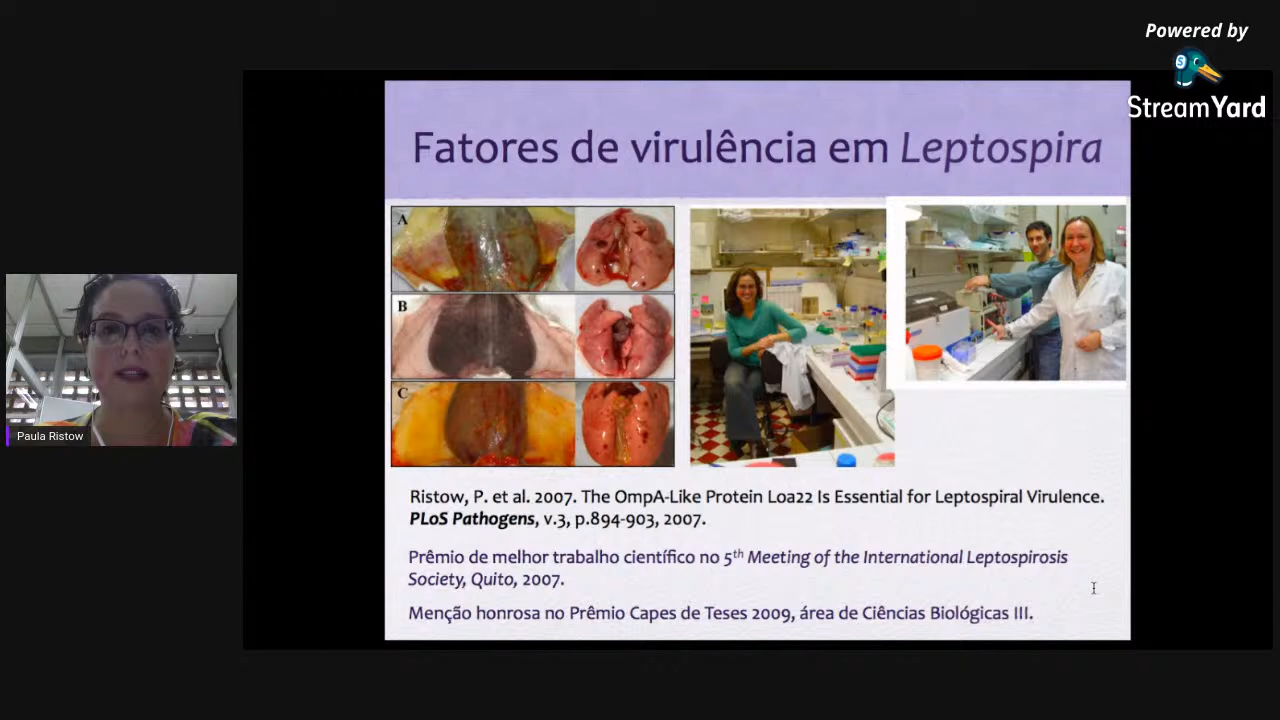 Powered by
S
StreamYard
Fatores de virulência em Leptospira
A
B
C
Paula Ristow
Ristow, P. et al. 2007. The OmpA-Like Protein Loa22 Is Essential for Leptospiral Virulence.
PLoS Pathogens, v.3, p.894-903, 2007.
Prêmio de melhor trabalho científico no 5th Meeting of the International Leptospirosis
Society, Quito, 2007.
Menção honrosa no Prêmio Capes de Teses 2009, área de Ciências Biológicas III.